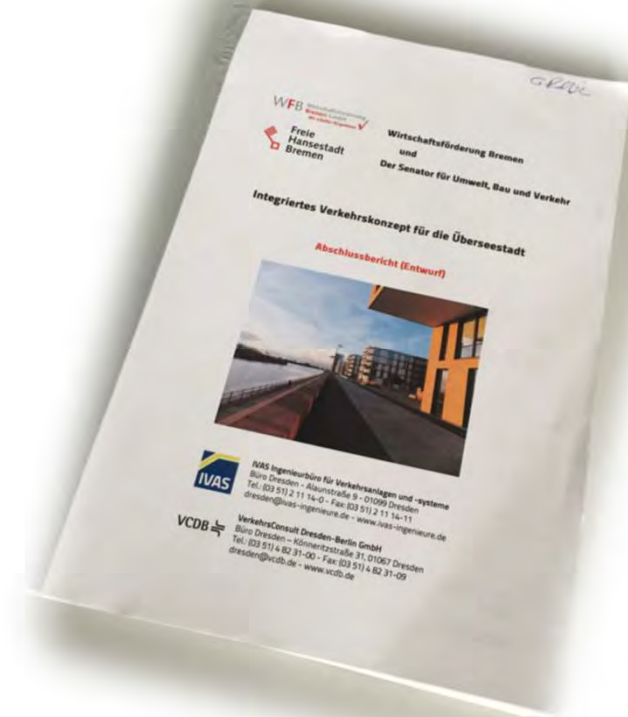 WFB Wirtschaftsförderung
Bremen GmbH
Freie
Hansestadt
Bremen
Wirtschaftsförderung Bremen
und
Der Senator für Umwelt, Bau und Verkehr
Integriertes Verkehrskonzept für die Überseestadt
Abschlussbericht (Entwurf)
IVAS
IVAS Ingenieurbüro für Verkehrsanlagen und -systeme
Büro Dresden - Alaunstraße 9 - 01099 Dresden
Tel.: (03 51) 2 11 14-0 - Fax: (03 51) 2 11 14-11
dresden@ivas-ingenieure.de - www.ivas-ingenieure.de
VCDB
VerkehrsConsult Dresden-Berlin GmbH
Büro Dresden – Könneritzstraße 31, 01067 Dresden
Tel.: (03 51) 4 82 31-00 - Fax: (03 51) 4 82 31-09
dresden@vcdb.de - www.vcdb.de